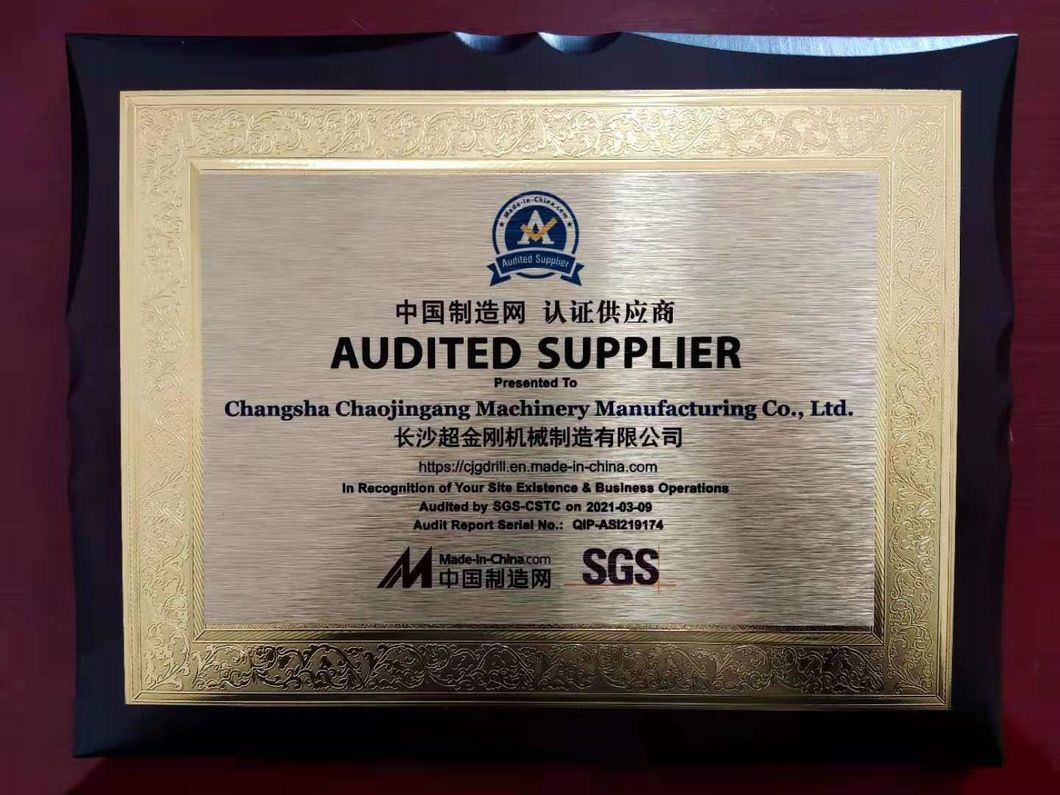 Made-in-China.com
A
Audited Supplier
中国制造网 认证供应商
AUDITED SUPPLIER
Presented To
Changsha Chaojingang Machinery Manufacturing Co., Ltd.
长沙超金刚机械制造有限公司
https://cjgdrill.en.made-in-china.com
In Recognition of Your Site Existence & Business Operations
Audited by SGS-CSTC on 2021-03-09
Audit Report Serial No.: QIP-ASI219174
Made-in-China.com
中国制造网
SGS